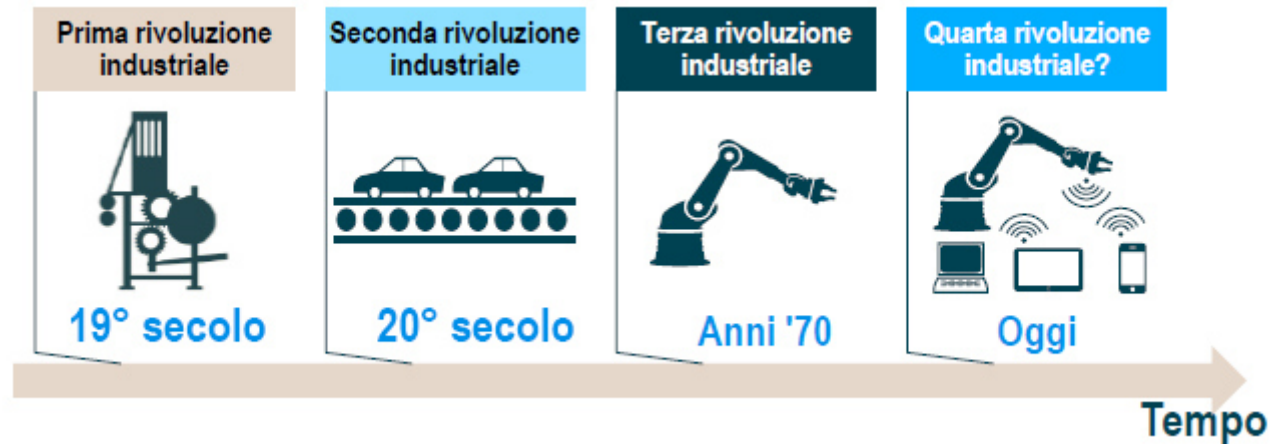 Prima rivoluzione
industriale
Seconda rivoluzione
industriale
Terza rivoluzione
industriale
Quarta rivoluzione
industriale?
19° secolo
20° secolo
Anni '70
Oggi
Tempo